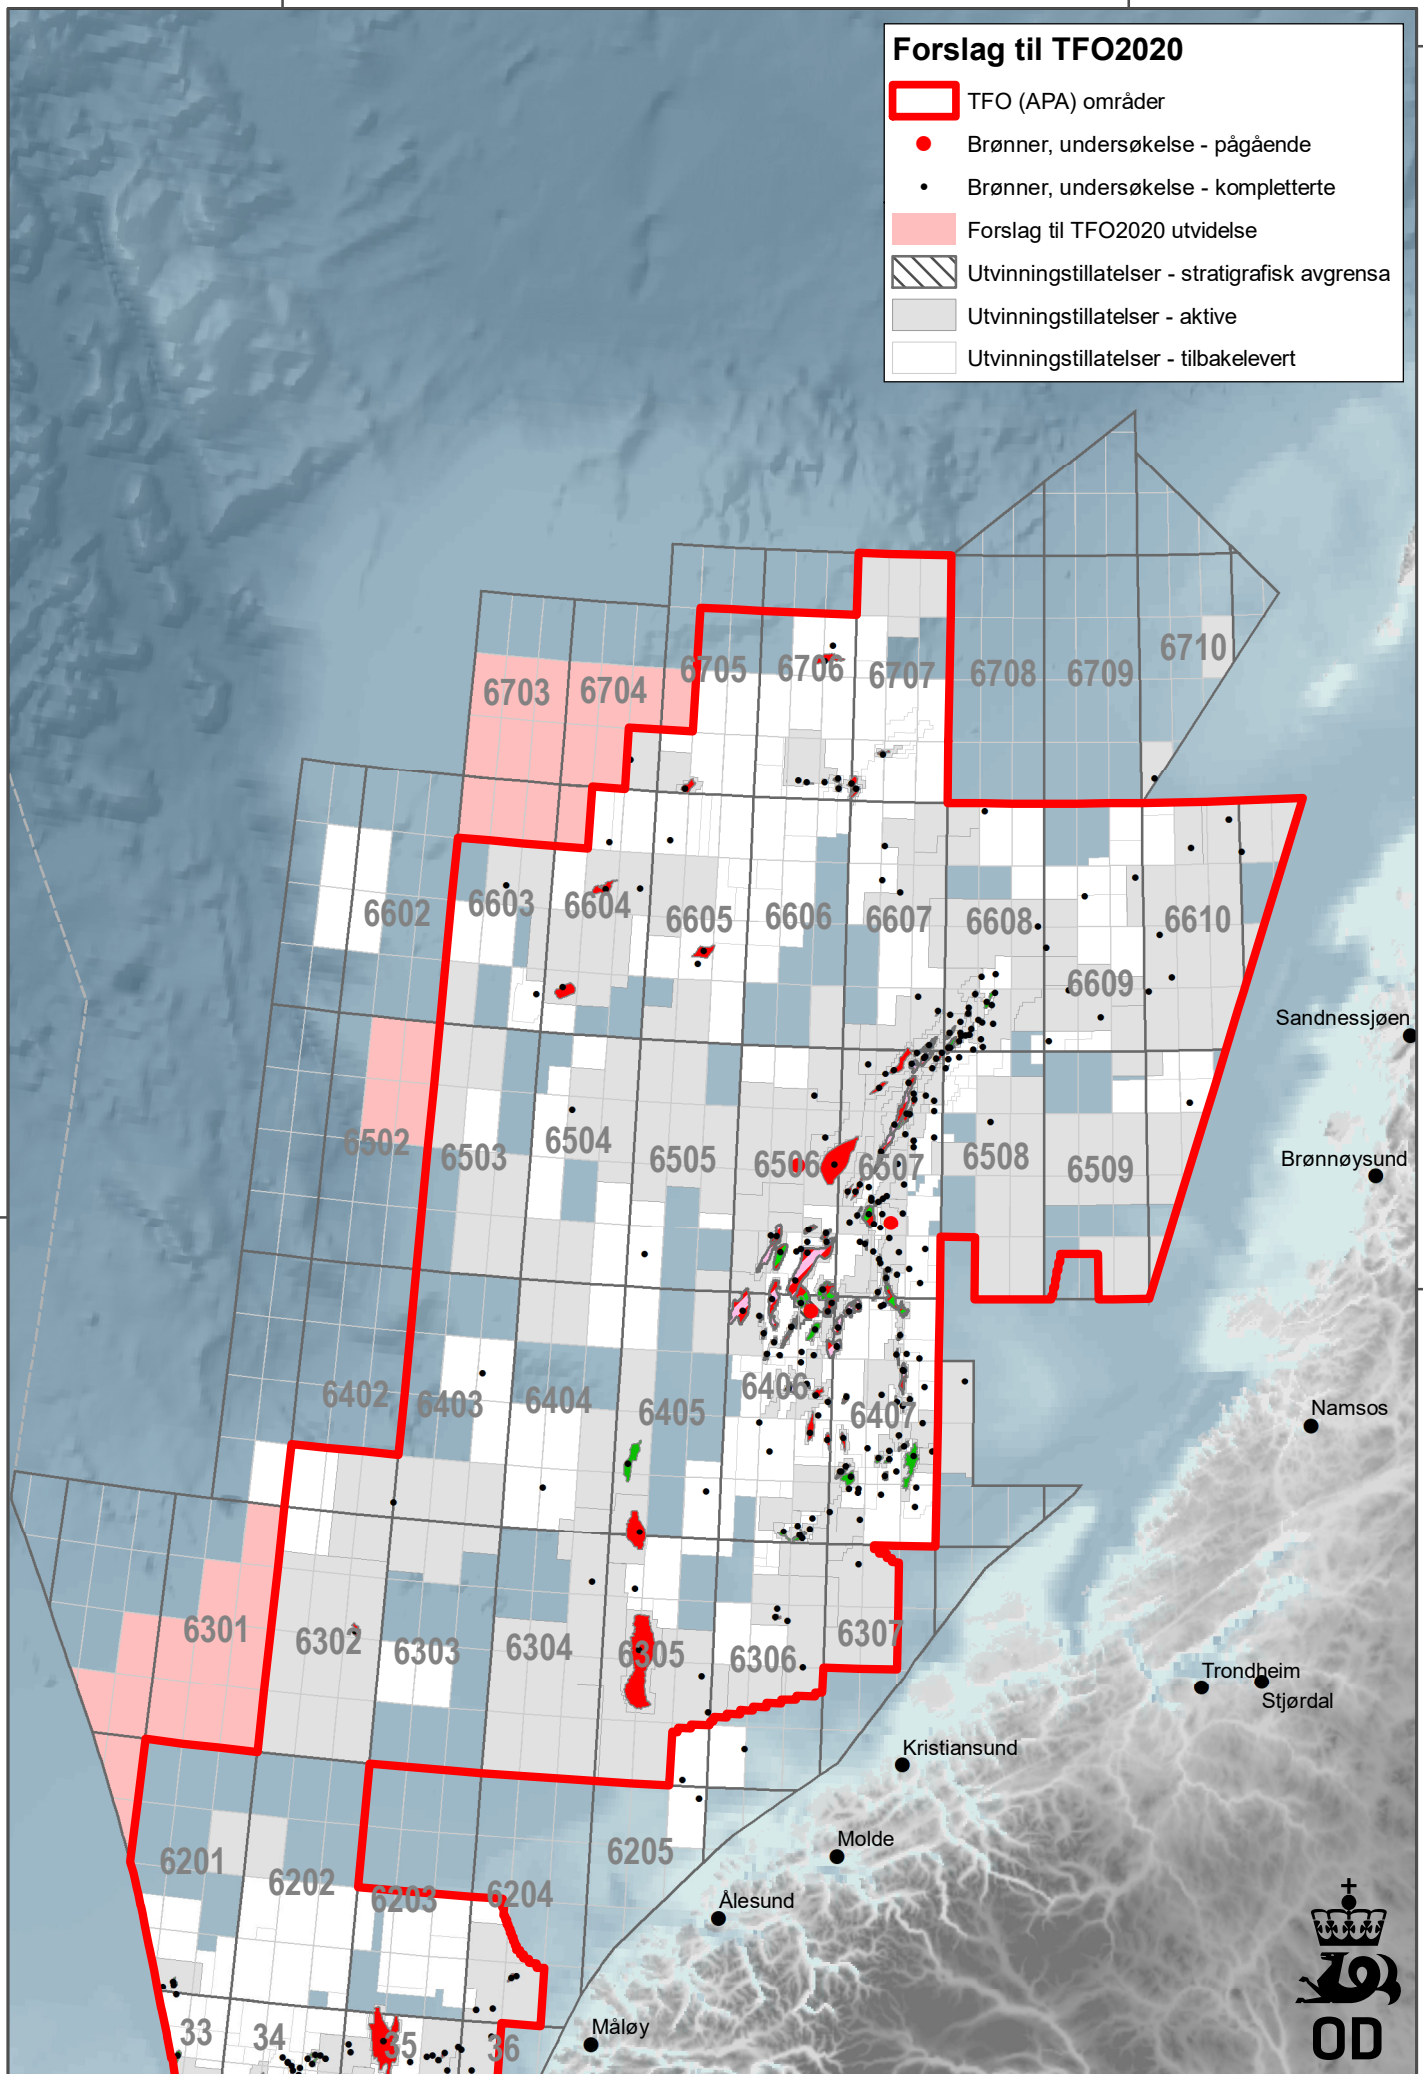 Forslag til TFO2020
TFO (APA) områder
Brønner, undersøkelse - pågående
Brønner, undersøkelse - kompletterte
Forslag til TFO2020 utvidelse
Utvinningstillatelser - stratigrafisk avgrensa
Utvinningstillatelser - aktive
Utvinningstillatelser - tilbakelevert
6703
6704
6705
6706
6707
6708
6709
6710
6602
6603
6604
6605
6606
6607
6608
6609
6610
Sandnessjøen
6502
6503
6504
6505
6506
6507
6508
6509
Brønnøysund
6402
6403
6404
6405
6406
6407
Namsos
6301
6302
6303
6304
6305
6306
6307
Trondheim
Stjørdal
Kristiansund
6201
6202
6203
6204
6205
Molde
Ålesund
33
34
35
36
Måløy
OD